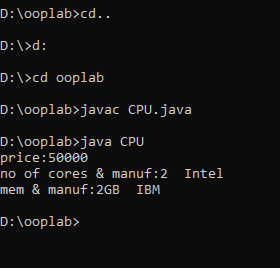 D:\ooplab>cd..
D:\>d:
D:\>cd ooplab
D:\ooplab>javac CPU.java
D:\ooplab>java CPU
price:50000
no of cores & manuf:2  Intel
mem & manuf:2GB  IBM
D:\ooplab>